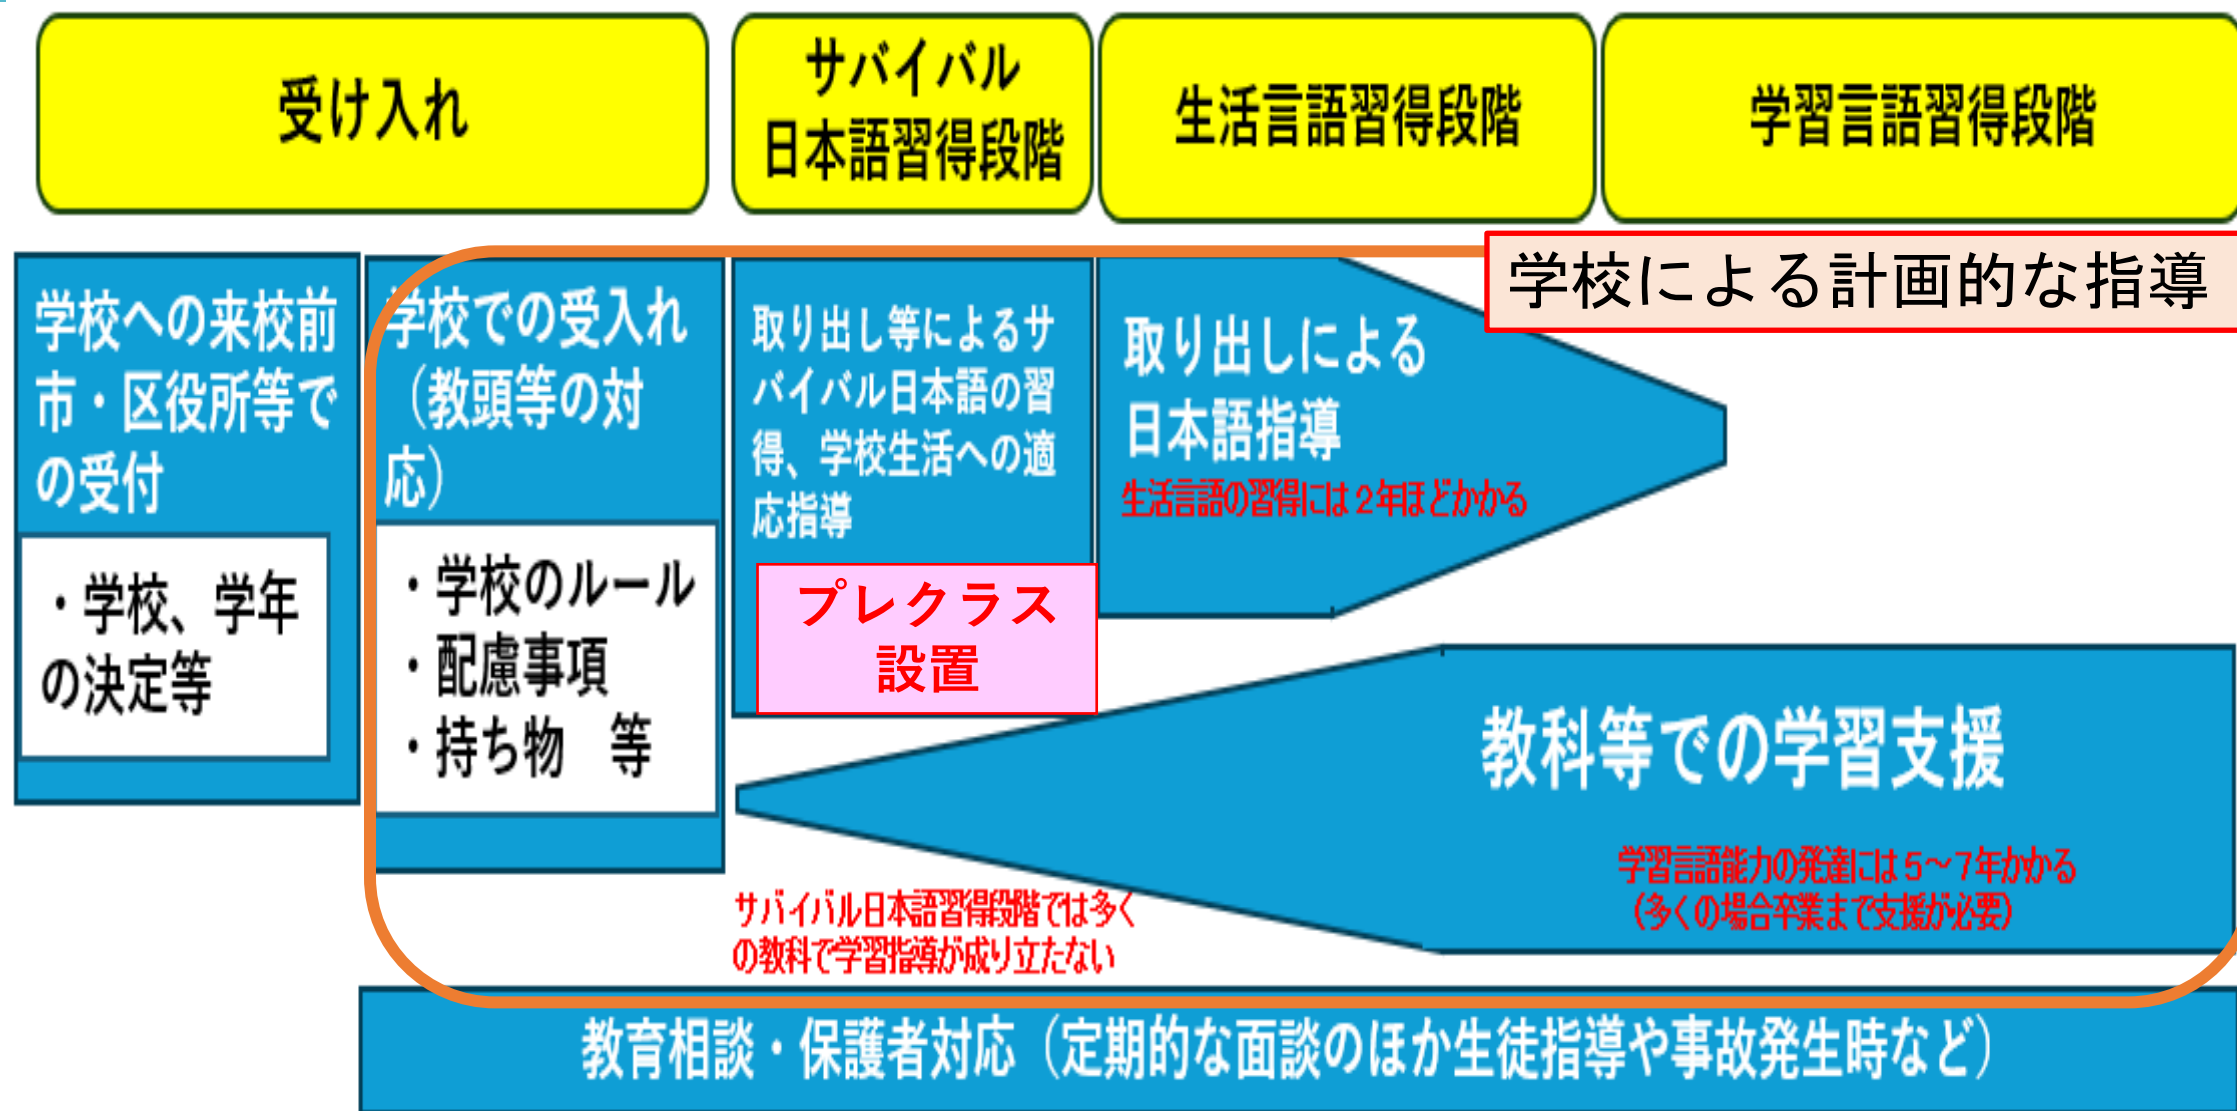 受け入れ
サバイバル
日本語習得段階
生活言語習得段階
学習言語習得段階
学校による計画的な指導
学校への来校前
市・区役所等で
の受付
・学校、学年
の決定等
学校での受入れ
（教頭等の対
応）
・学校のルール
・配慮事項
・持ち物　等
取り出し等によるサ
バイバル日本語の習
得、学校生活への適
応指導
プレクラス
設置
取り出しによる
日本語指導
生活言語の習得には２年ほどかかる
教科等での学習支援
学習言語能力の発達には５～７年かかる
（多くの場合卒業まで支援が必要）
サバイバル日本語習得段階では多く
の教科で学習指導が成り立たない
教育相談・保護者対応（定期的な面談のほか生徒指導や事故発生時など）